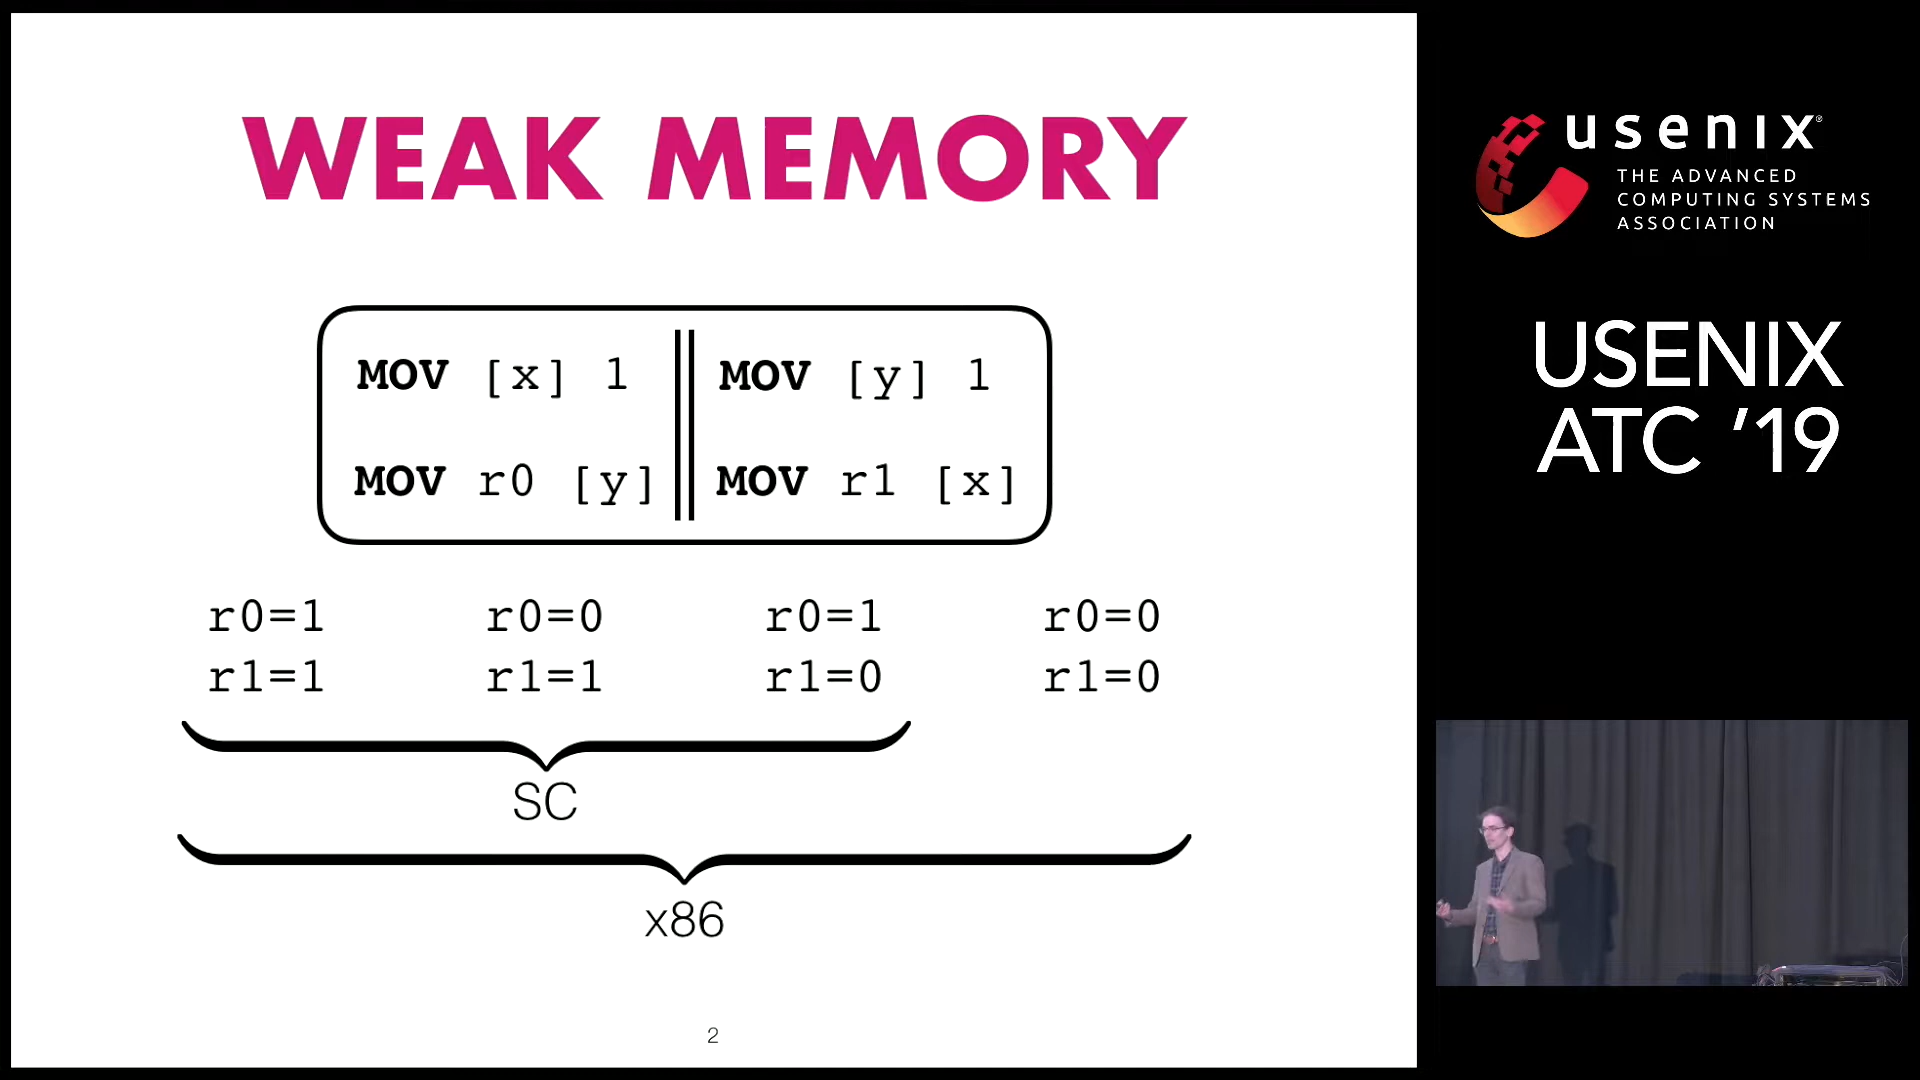 WEAK MEMORY
MOV [x] 1 MOV [y] 1
MOV r0 [y] MOV r1 [x]
r0=1 r0=0 r0=1 r0=0
r1=1 r1=1 r1=0 r1=0
SC
x86
2
usenix®
THE ADVANCED
COMPUTING SYSTEMS
ASSOCIATION
USENIX
ATC '19